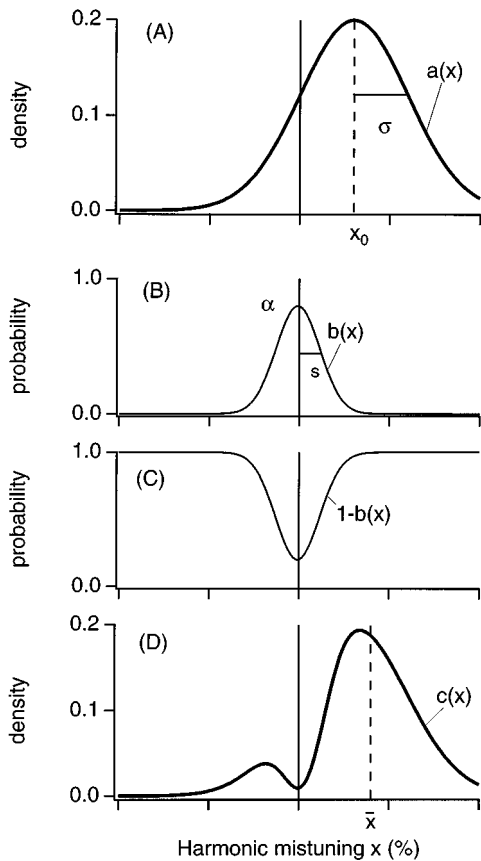 0.2
(A)
density
0.1
a(x)
σ
0.0
x₀
1.0
(B)
α
probability
b(x)
s
0.0
1.0
(C)
probability
1-b(x)
0.0
0.2
(D)
density
0.1
c(x)
0.0
x̄
Harmonic mistuning x (%)